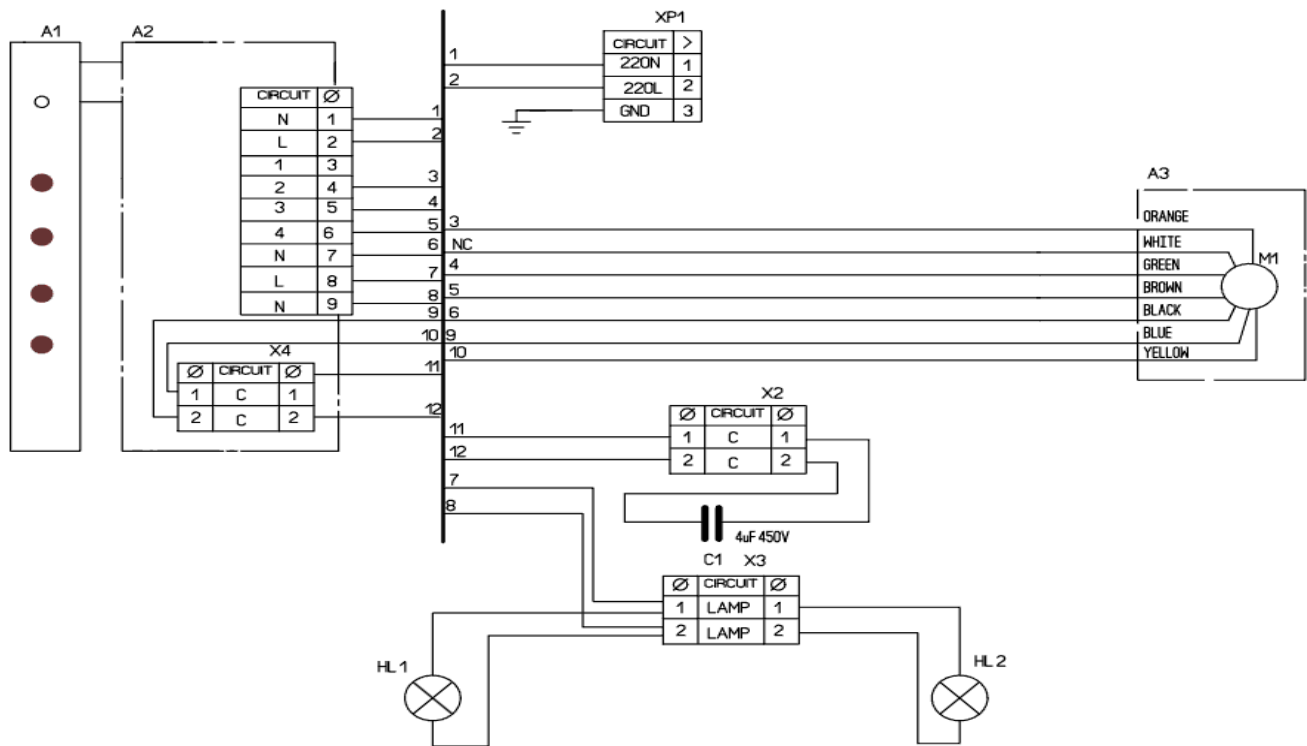 A1
A2
XP1
CIRCUIT >
220N 1
220L 2
GND 3
1
2
CIRCUIT Ø
N 1
L 2
1 3
2 4
3 5
4 6
N 7
L 8
N 9
1
2
3
4
5
6
7
8
9
10
11
12
3
NC
4
5
6
9
10
A3
ORANGE
WHITE
GREEN
BROWN
BLACK
BLUE
YELLOW
M1
X4
Ø CIRCUIT Ø
1 C 1
2 C 2
11
12
7
8
X2
Ø CIRCUIT Ø
1 C 1
2 C 2
4uF 450V
C1 X3
Ø CIRCUIT Ø
1 LAMP 1
2 LAMP 2
HL1
HL2